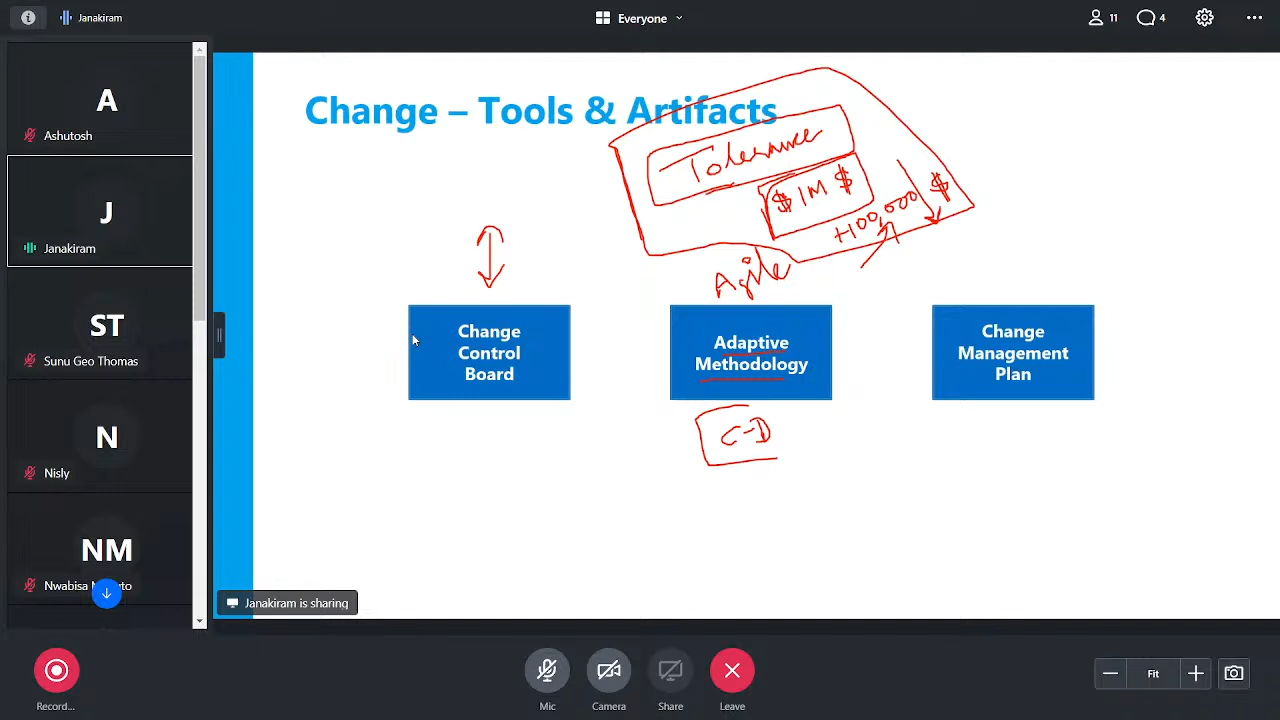 Janakiram
Everyone
11
4
A
Ashutosh
J
Janakiram
ST
Sunu Geo Thomas
N
Nisly
NM
Change – Tools & Artifacts
Tolerance
$ 1M $
+100,000 $
Agile
Change
Control
Board
Adaptive
Methodology
Change
Management
Plan
C-D
Janakiram is sharing
Record...
Mic
Camera
Share
Leave
Fit